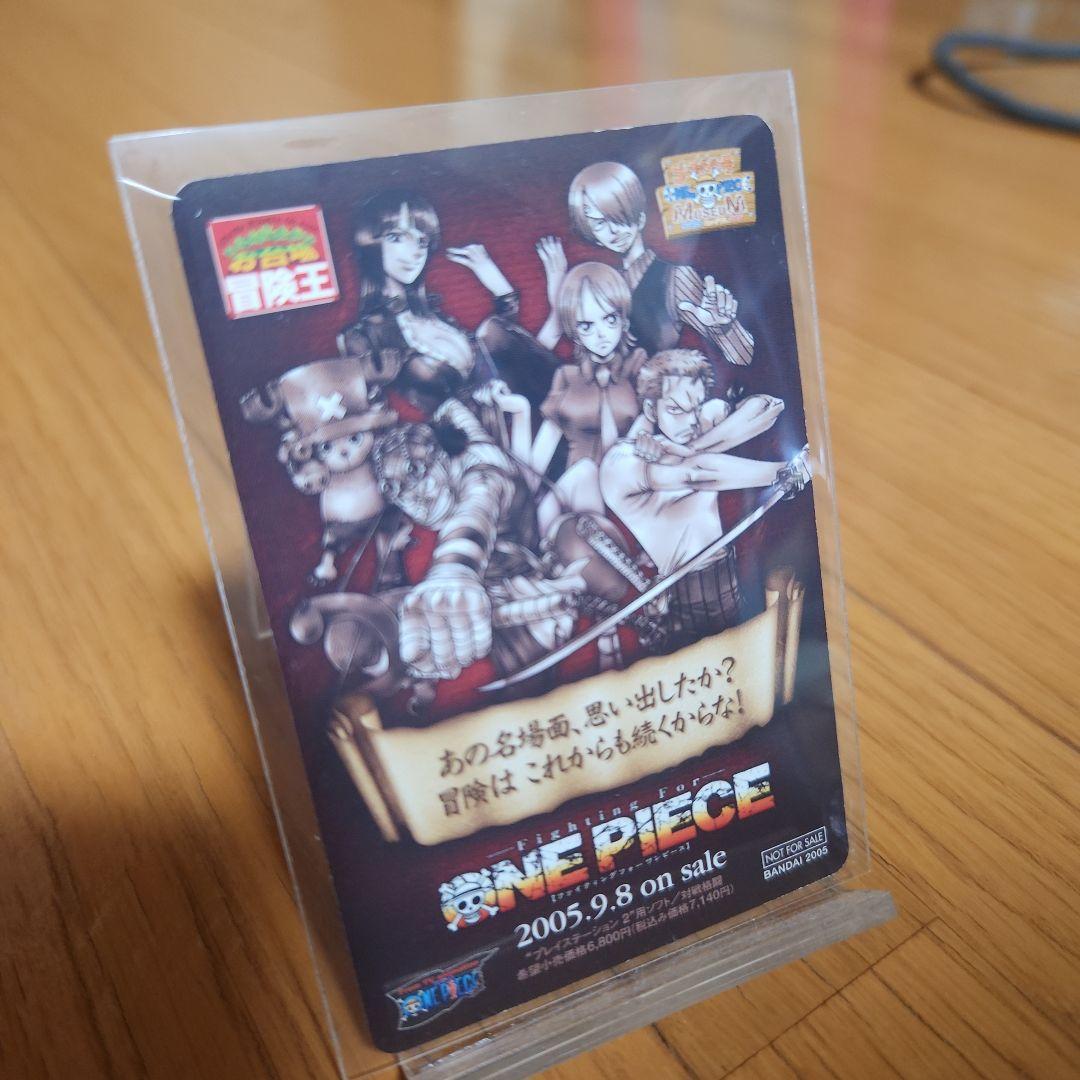 お台場
冒険王
ONE PIECE
MUSEUM
あの名場面、思い出したか?
冒険は これからも続くからな!
Fighting For
ONE PIECE
[ファイティングフォーワンピース]
2005.9.8 on sale
"プレイステーション 2"用ソフト/対戦格闘
希望小売価格6,800円(税込み価格7,140円)
NOT FOR SALE
BANDAI 2005
From TV animation
ONE PIECE